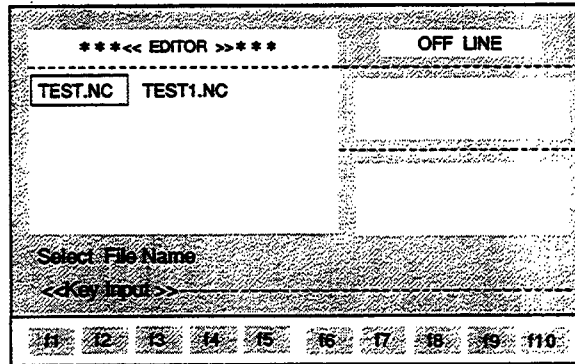 ***<< EDITOR >>***
OFF LINE
TEST.NC TEST1.NC
Select File Name
<<Key Input>>
f1 f2 f3 f4 f5 f6 f7 f8 f9 f10